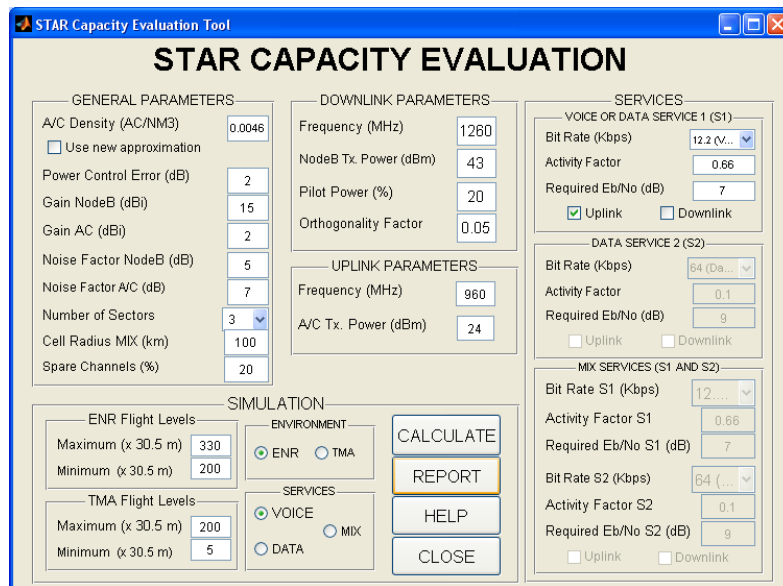 STAR Capacity Evaluation Tool
STAR CAPACITY EVALUATION
GENERAL PARAMETERS
A/C Density (AC/NM3) 0.0046
Use new approximation
Power Control Error (dB) 2
Gain NodeB (dBi) 15
Gain AC (dBi) 2
Noise Factor NodeB (dB) 5
Noise Factor A/C (dB) 7
Number of Sectors 3
Cell Radius MIX (km) 100
Spare Channels (%) 20
DOWNLINK PARAMETERS
Frequency (MHz) 1260
NodeB Tx. Power (dBm) 43
Pilot Power (%) 20
Orthogonality Factor 0.05
UPLINK PARAMETERS
Frequency (MHz) 960
A/C Tx. Power (dBm) 24
SERVICES
VOICE OR DATA SERVICE 1 (S1)
Bit Rate (Kbps) 12.2 (V...
Activity Factor 0.66
Required Eb/No (dB) 7
Uplink Downlink
DATA SERVICE 2 (S2)
Bit Rate (Kbps) 64 (Da...
Activity Factor 0.1
Required Eb/No (dB) 9
Uplink Downlink
MIX SERVICES (S1 AND S2)
Bit Rate S1 (Kbps) 12....
Activity Factor S1 0.66
Required Eb/No S1 (dB) 7
Bit Rate S2 (Kbps) 64 (...
Activity Factor S2 0.1
Required Eb/No S2 (dB) 9
Uplink Downlink
SIMULATION
ENR Flight Levels
Maximum (x 30.5 m) 330
Minimum (x 30.5 m) 200
TMA Flight Levels
Maximum (x 30.5 m) 200
Minimum (x 30.5 m) 5
ENVIRONMENT
ENR TMA
SERVICES
VOICE
MIX
DATA
CALCULATE
REPORT
HELP
CLOSE